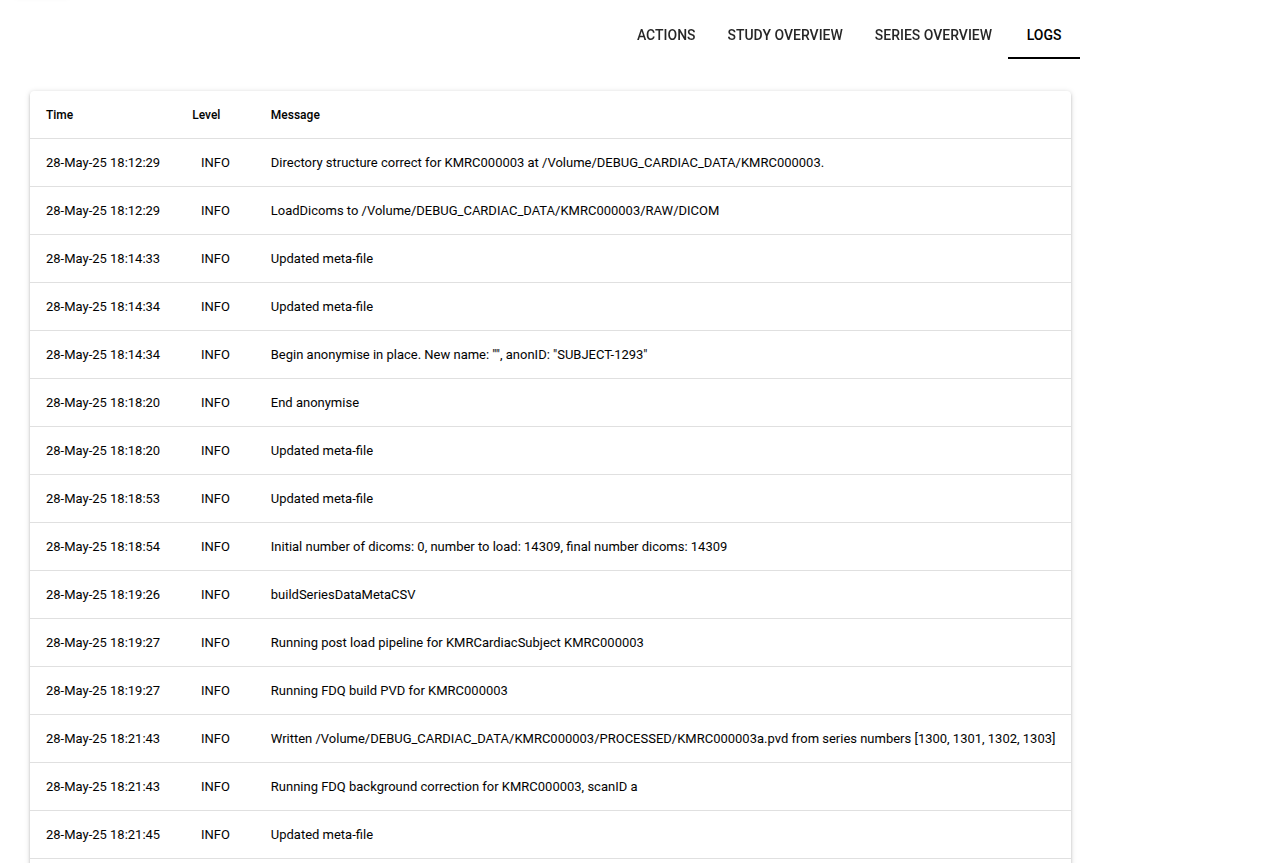 ACTIONS STUDY OVERVIEW SERIES OVERVIEW LOGS
Time Level Message
28-May-25 18:12:29 INFO Directory structure correct for KMRC000003 at /Volume/DEBUG_CARDIAC_DATA/KMRC000003.
28-May-25 18:12:29 INFO LoadDicoms to /Volume/DEBUG_CARDIAC_DATA/KMRC000003/RAW/DICOM
28-May-25 18:14:33 INFO Updated meta-file
28-May-25 18:14:34 INFO Updated meta-file
28-May-25 18:14:34 INFO Begin anonymise in place. New name: "", anonID: "SUBJECT-1293"
28-May-25 18:18:20 INFO End anonymise
28-May-25 18:18:20 INFO Updated meta-file
28-May-25 18:18:53 INFO Updated meta-file
28-May-25 18:18:54 INFO Initial number of dicoms: 0, number to load: 14309, final number dicoms: 14309
28-May-25 18:19:26 INFO buildSeriesDataMetaCSV
28-May-25 18:19:27 INFO Running post load pipeline for KMRCardiacSubject KMRC000003
28-May-25 18:19:27 INFO Running FDQ build PVD for KMRC000003
28-May-25 18:21:43 INFO Written /Volume/DEBUG_CARDIAC_DATA/KMRC000003/PROCESSED/KMRC000003a.pvd from series numbers [1300, 1301, 1302, 1303]
28-May-25 18:21:43 INFO Running FDQ background correction for KMRC000003, scanID a
28-May-25 18:21:45 INFO Updated meta-file